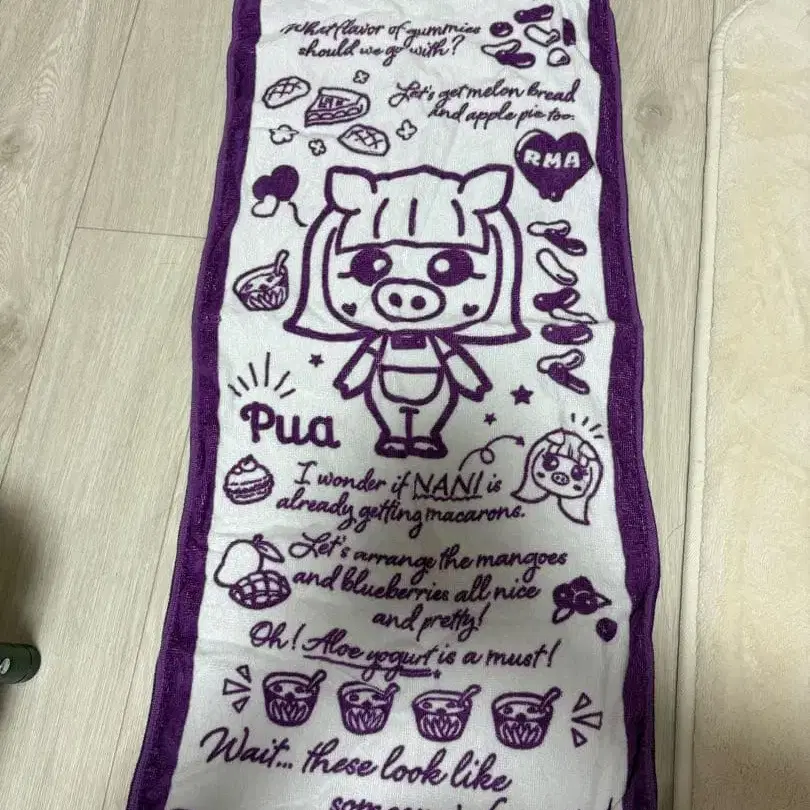 What flavor of gummies
should we go with?
Let's get melon bread
and apple pie too.
RMA
Pua
I wonder if NANI is
already getting macarons.
Let's arrange the mangoes
and blueberries all nice
and pretty!
Oh! Aloe yogurt is a must!
Wait... these look like